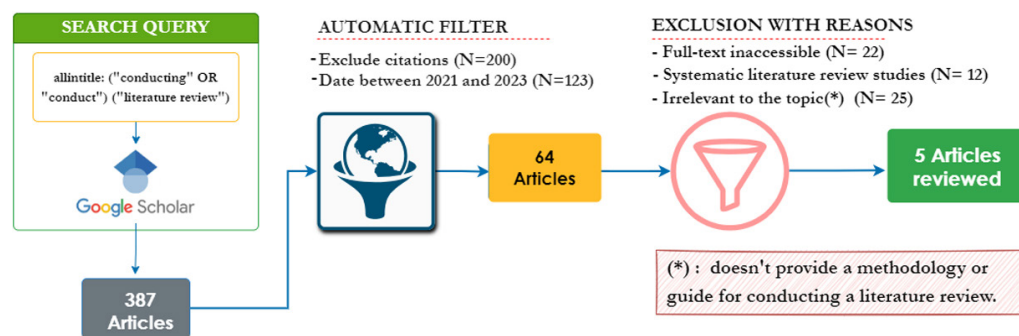 SEARCH QUERY
allintitle: ("conducting" OR
"conduct") ("literature review")
Google Scholar
387
Articles
AUTOMATIC FILTER
-Exclude citations (N=200)
- Date between 2021 and 2023 (N=123)
64
Articles
EXCLUSION WITH REASONS
- Full-text inaccessible (N= 22)
- Systematic literature review studies (N= 12)
- Irrelevant to the topic(*) (N= 25)
5 Articles
reviewed
(*) : doesn't provide a methodology or
guide for conducting a literature review.